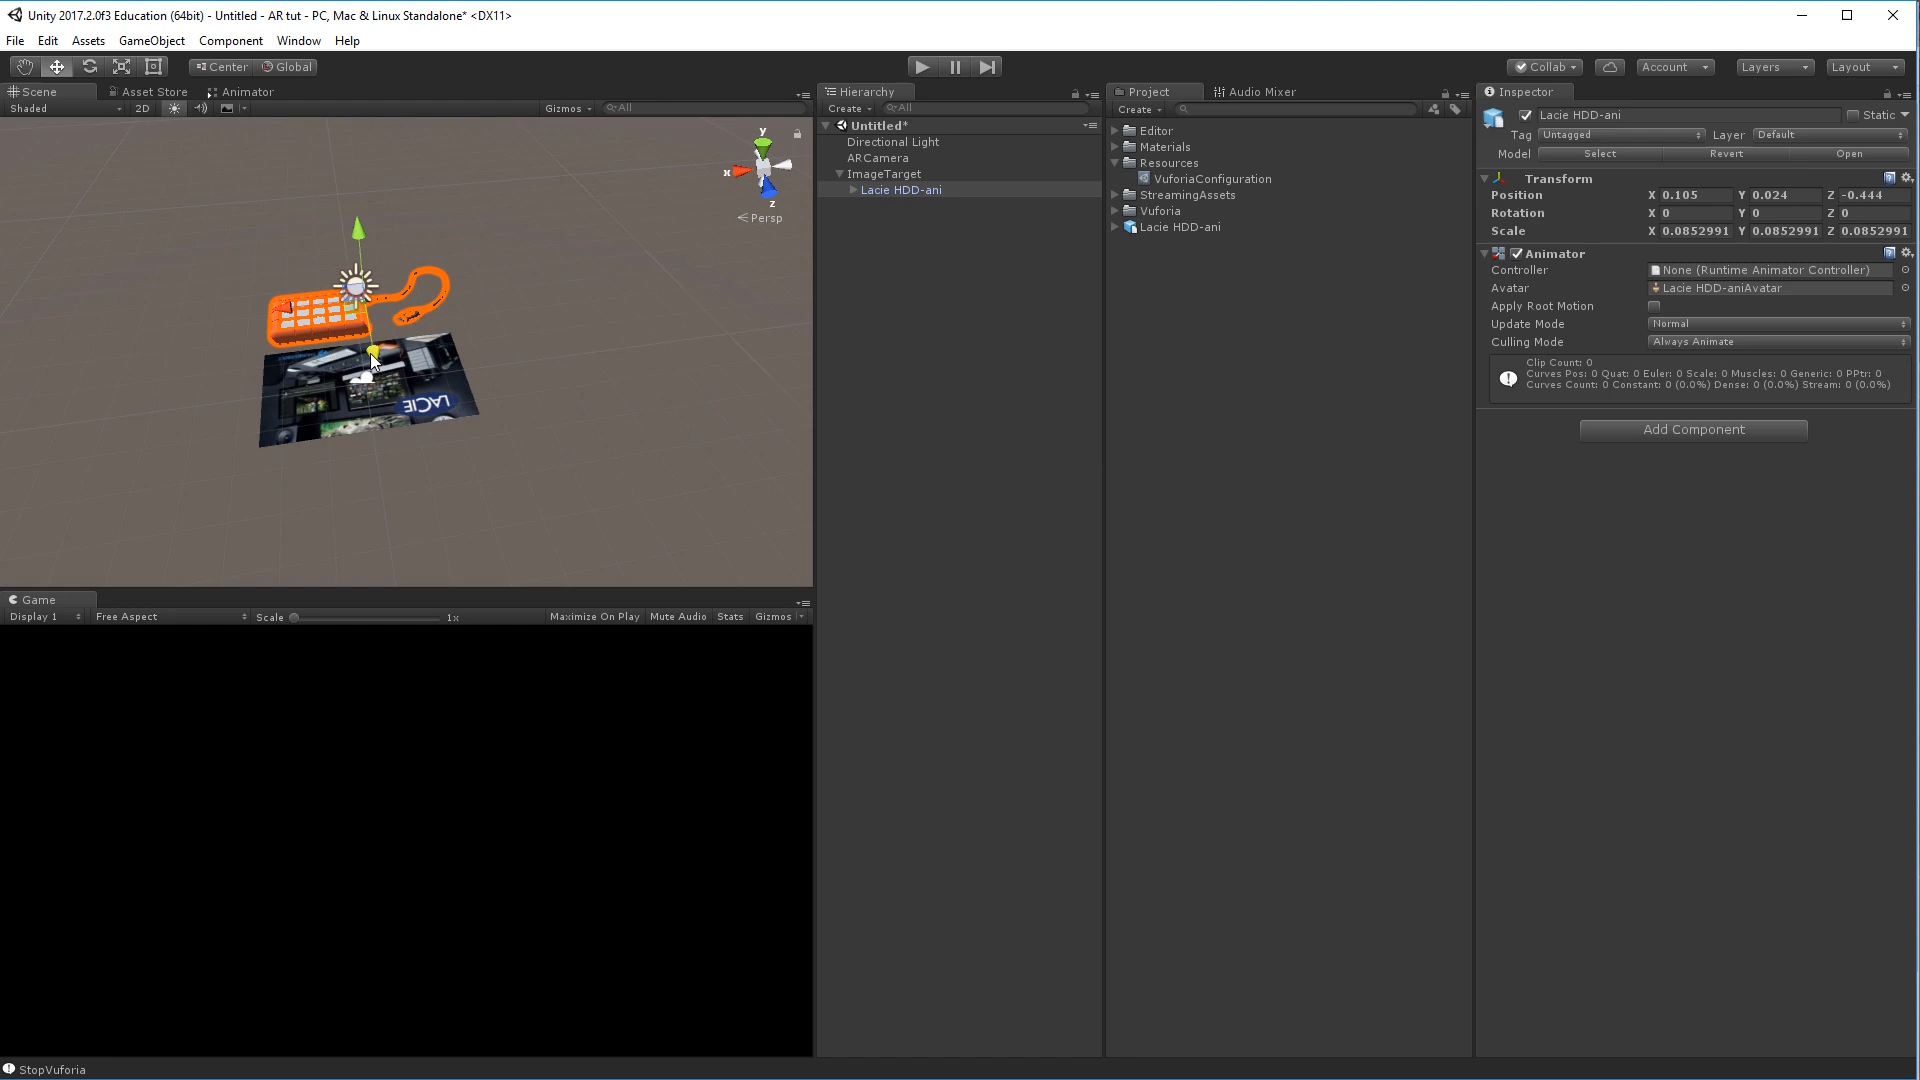 Unity 2017.2.0f3 Education (64bit) - Untitled - AR tut - PC, Mac & Linux Standalone* <DX11>
File Edit Assets GameObject Component Window Help
Center Global Collab Account Layers Layout
Scene Asset Store Animator
Shaded 2D Gizmos All
y
x
z
Persp
LACIE
Game
Display 1 Free Aspect Scale 1x Maximize On Play Mute Audio Stats Gizmos
Hierarchy
Create All
Untitled*
Directional Light
ARCamera
ImageTarget
Lacie HDD-ani
Project Audio Mixer
Create
Editor
Materials
Resources
VuforiaConfiguration
StreamingAssets
Vuforia
Lacie HDD-ani
Inspector
Lacie HDD-ani Static
Tag Untagged Layer Default
Model Select Revert Open
Transform
Position X 0.105 Y 0.024 Z -0.444
Rotation X 0 Y 0 Z 0
Scale X 0.0852991 Y 0.0852991 Z 0.0852991
Animator
Controller None (Runtime Animator Controller)
Avatar Lacie HDD-aniAvatar
Apply Root Motion
Update Mode Normal
Culling Mode Always Animate
Clip Count: 0
Curves Pos: 0 Quat: 0 Euler: 0 Scale: 0 Muscles: 0 Generic: 0 PPtr: 0
Curves Count: 0 Constant: 0 (0.0%) Dense: 0 (0.0%) Stream: 0 (0.0%)
Add Component
StopVuforia